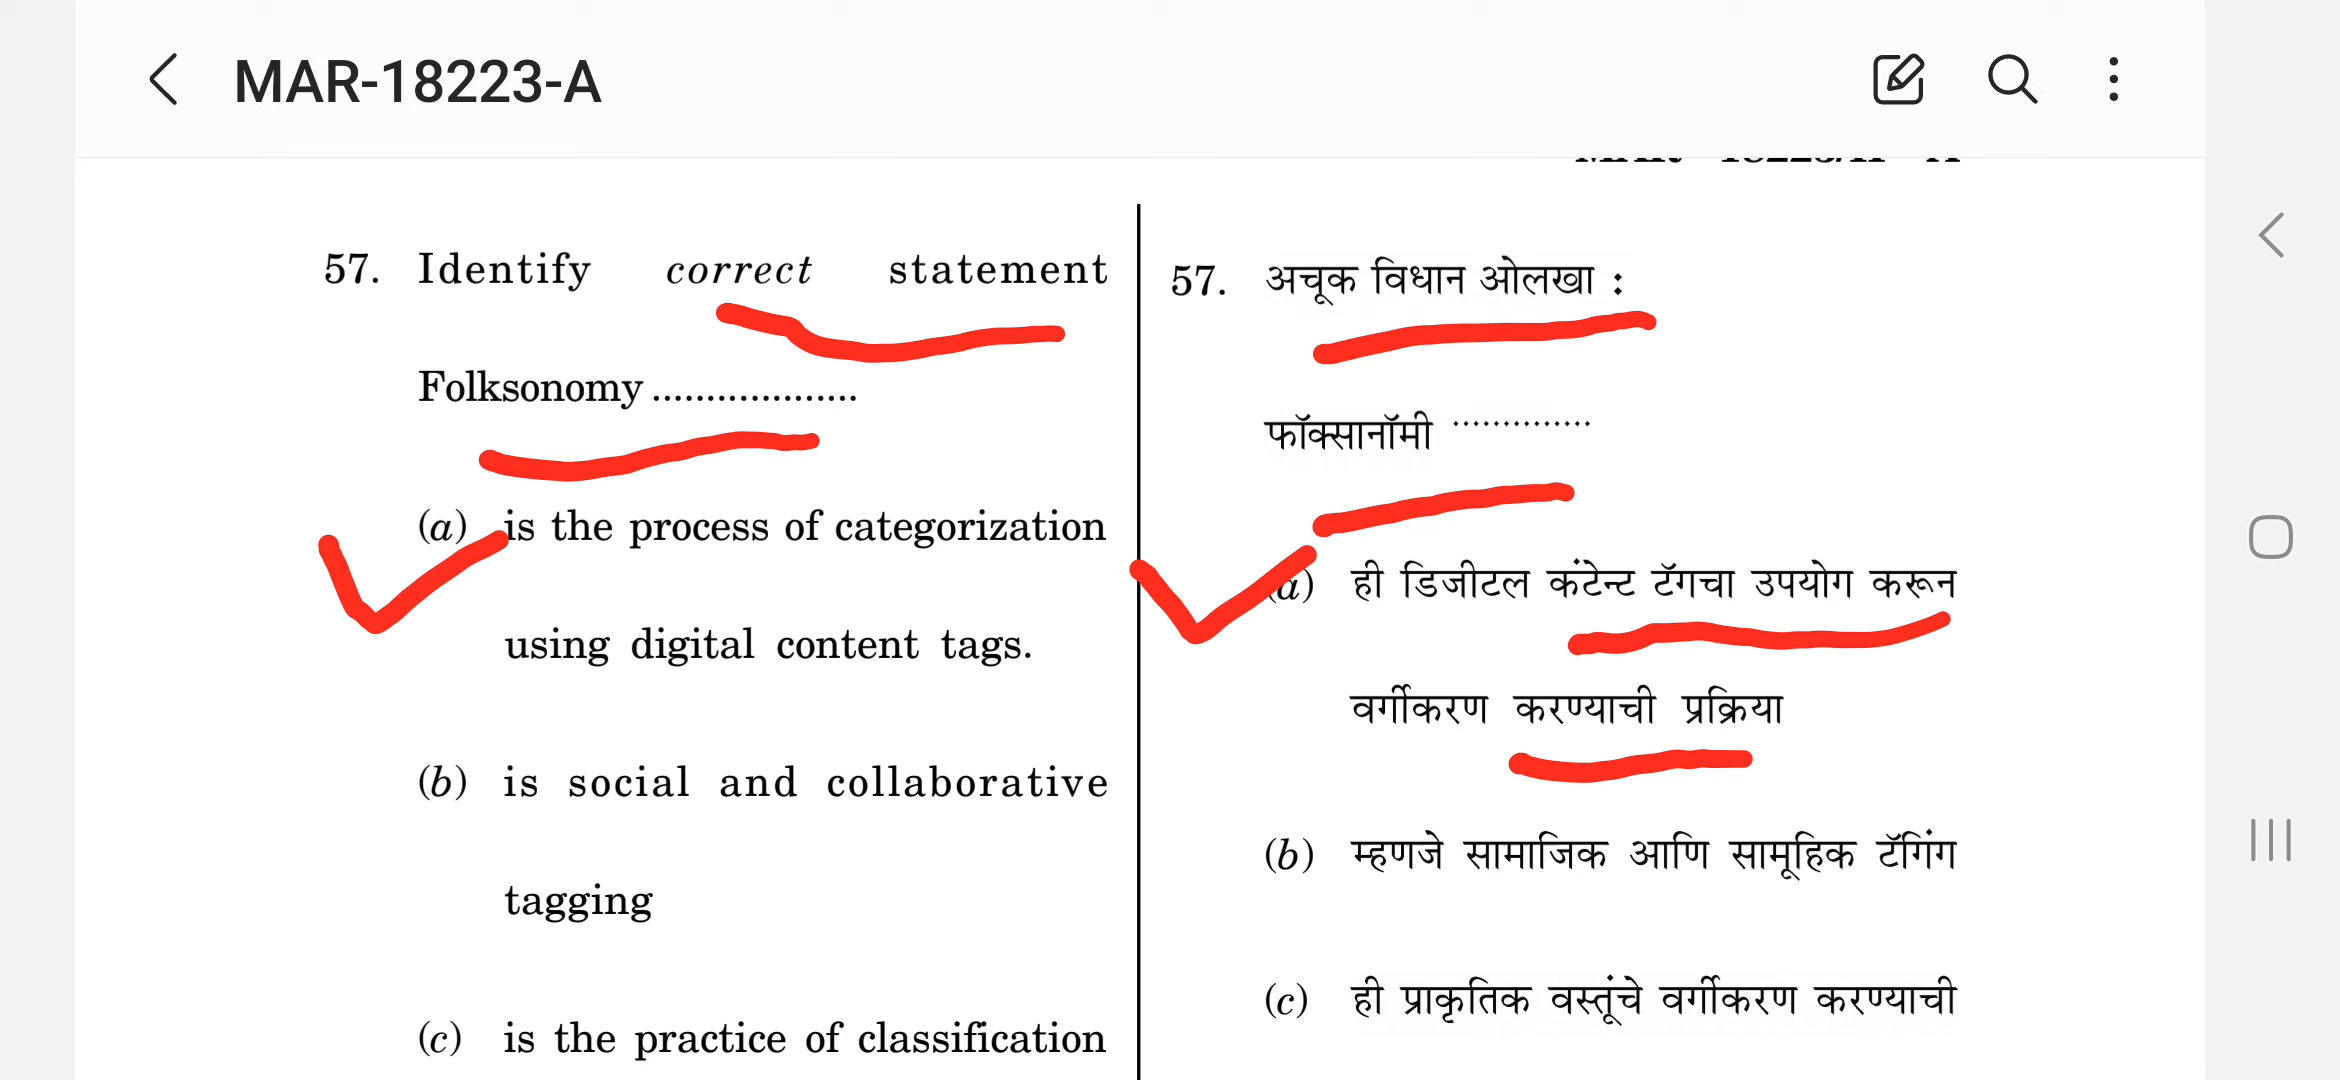 MAR-18223-A
57. Identify correct statement
Folksonomy ...................
(a) is the process of categorization
using digital content tags.
(b) is social and collaborative
tagging
(c) is the practice of classification
57. अचूक विधान ओलखा :
फॉक्सानॉमी ..............
(a) ही डिजीटल कंटेन्ट टॅगचा उपयोग करून
वर्गीकरण करण्याची प्रक्रिया
(b) म्हणजे सामाजिक आणि सामूहिक टॅगिंग
(c) ही प्राकृतिक वस्तूंचे वर्गीकरण करण्याची